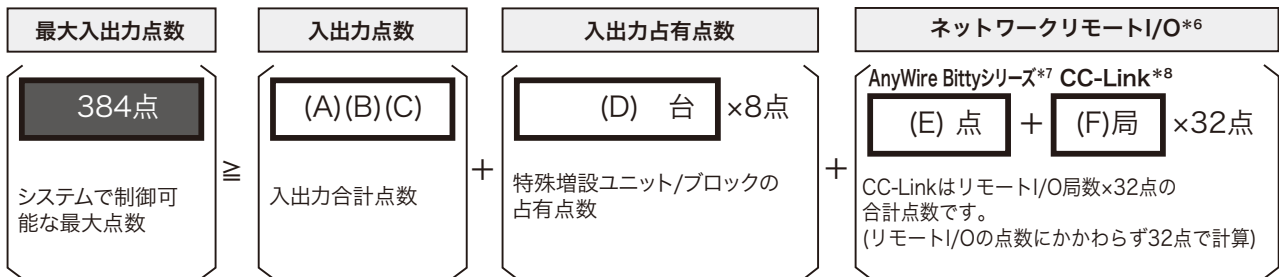 最大入出力点数
384点
システムで制御可
能な最大点数
≧
入出力点数
(A)(B)(C)
入出力合計点数
+
入出力占有点数
(D) 台 ×8点
特殊増設ユニット/ブロックの
占有点数
+
ネットワークリモートI/O*6
AnyWire Bittyシリーズ*7 CC-Link*8
(E) 点 + (F)局 ×32点
CC-LinkはリモートI/O局数×32点の
合計点数です。
(リモートI/Oの点数にかかわらず32点で計算)